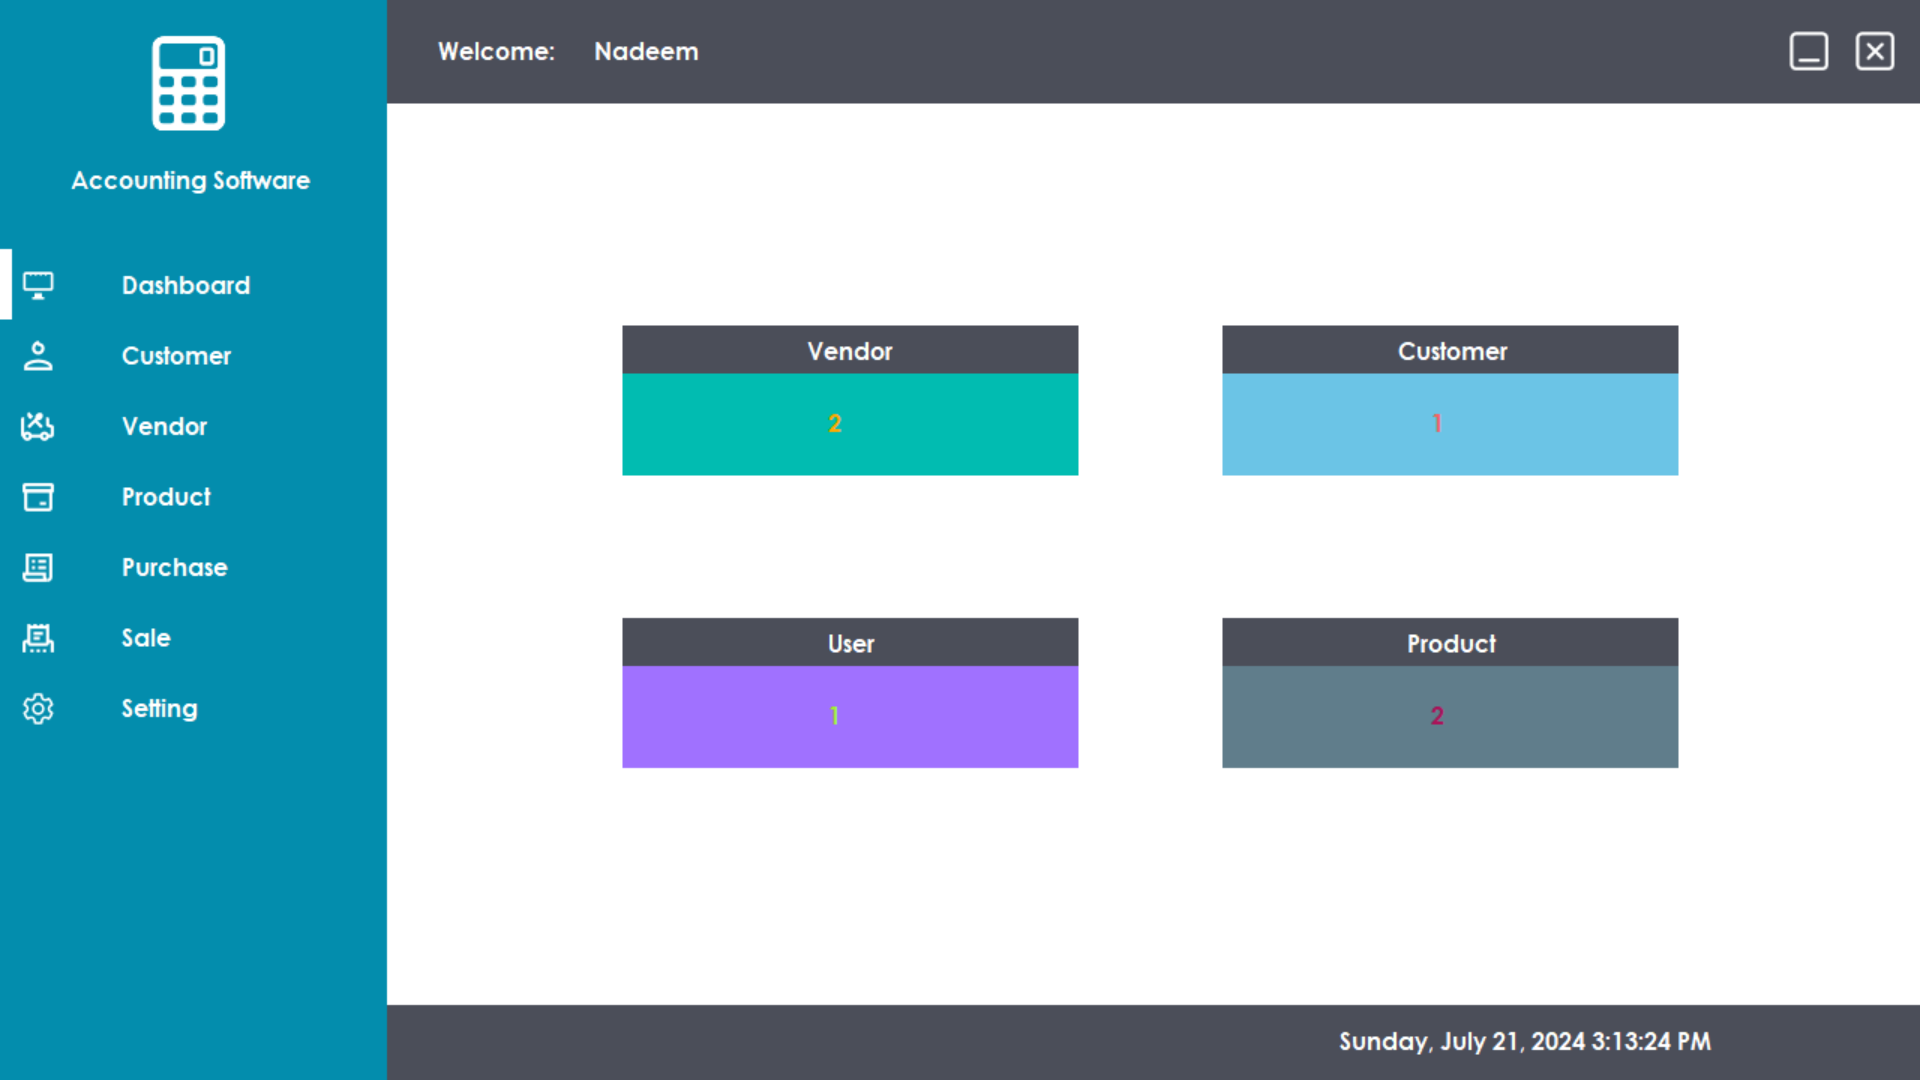 Accounting Software
Dashboard
Customer
Vendor
Product
Purchase
Sale
Setting
Welcome: Nadeem
Vendor
2
Customer
1
User
1
Product
2
Sunday, July 21, 2024 3:13:24 PM